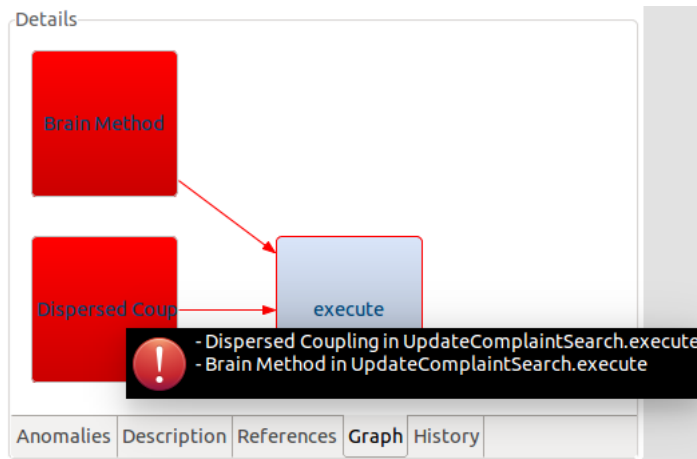 Details
Brain Method
Dispersed Coup
execute
- Dispersed Coupling in UpdateComplaintSearch.execute
- Brain Method in UpdateComplaintSearch.execute
Anomalies Description References Graph History